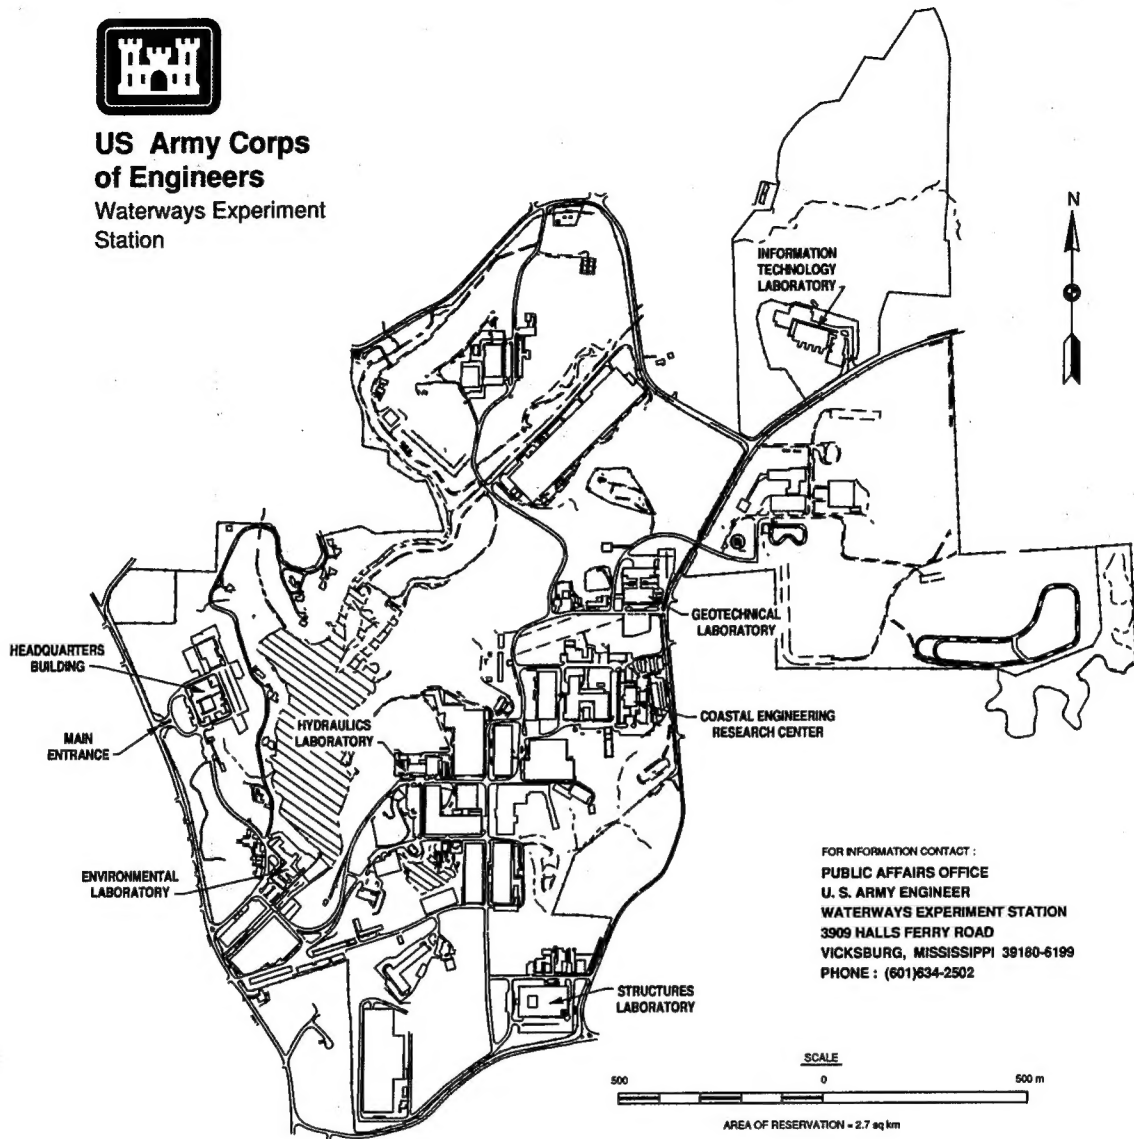 US Army Corps
of Engineers
Waterways Experiment
Station
N
INFORMATION
TECHNOLOGY
LABORATORY
GEOTECHNICAL
LABORATORY
HEADQUARTERS
BUILDING
MAIN
ENTRANCE
HYDRAULICS
LABORATORY
COASTAL ENGINEERING
RESEARCH CENTER
ENVIRONMENTAL
LABORATORY
STRUCTURES
LABORATORY
FOR INFORMATION CONTACT :
PUBLIC AFFAIRS OFFICE
U. S. ARMY ENGINEER
WATERWAYS EXPERIMENT STATION
3909 HALLS FERRY ROAD
VICKSBURG, MISSISSIPPI 39180-6199
PHONE : (601)634-2502
SCALE
500 0 500 m
AREA OF RESERVATION = 2.7 sq km